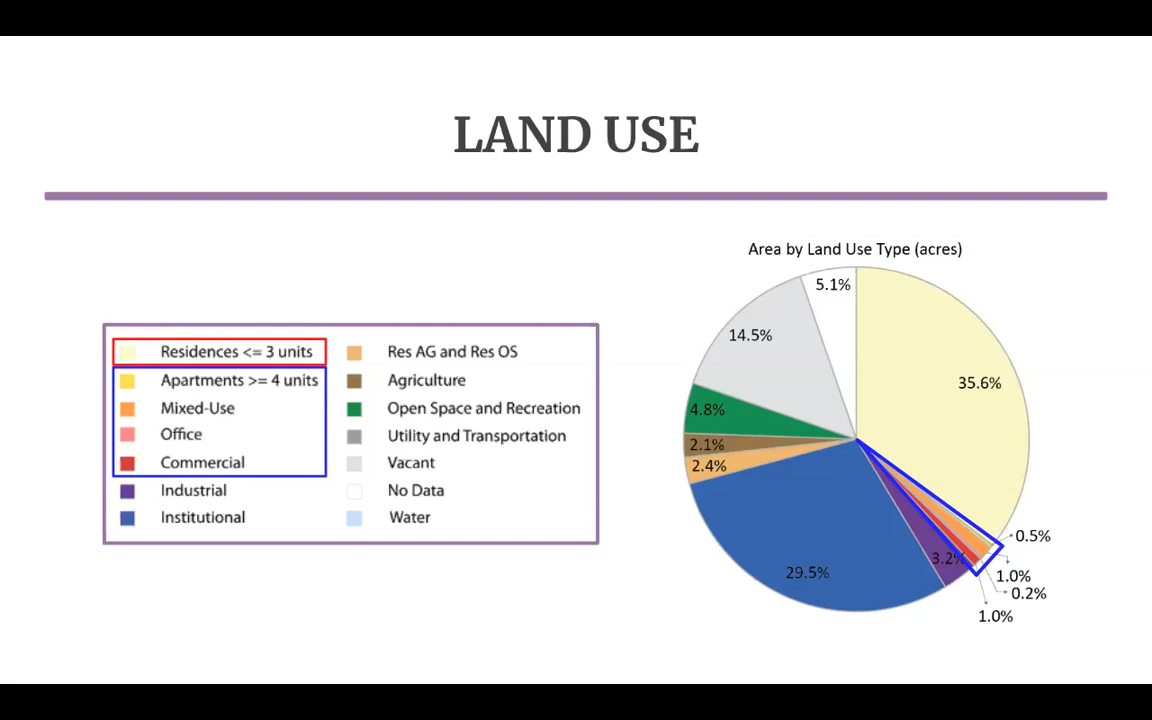 LAND USE
Area by Land Use Type (acres)
Residences <= 3 units
Apartments >= 4 units
Mixed-Use
Office
Commercial
Industrial
Institutional
Res AG and Res OS
Agriculture
Open Space and Recreation
Utility and Transportation
Vacant
No Data
Water
5.1%
14.5%
35.6%
4.8%
2.1%
2.4%
29.5%
3.2%
0.5%
1.0%
0.2%
1.0%